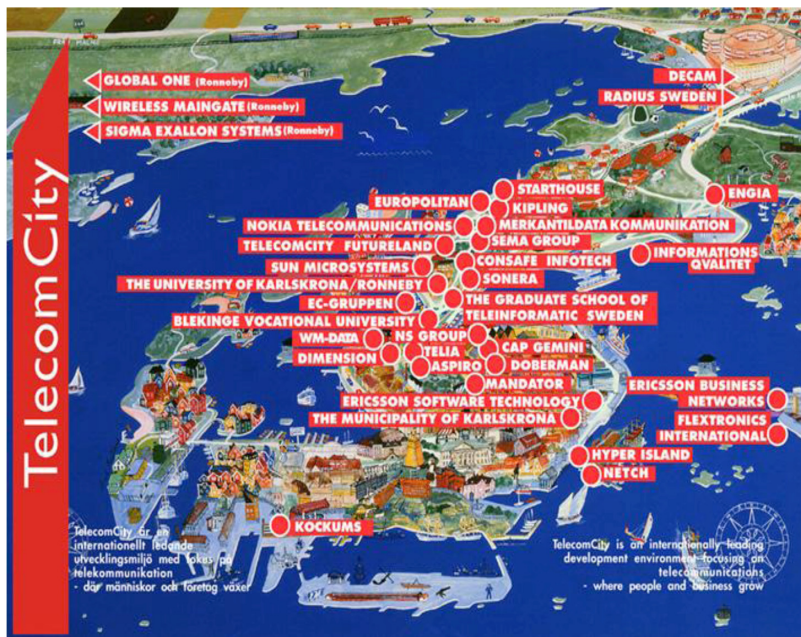 TelecomCity
GLOBAL ONE (Ronneby)
WIRELESS MAINGATE (Ronneby)
SIGMA EXALLON SYSTEMS (Ronneby)
DECAM
RADIUS SWEDEN
STARTHOUSE
EUROPOLITAN
KIPLING
ENGIA
NOKIA TELECOMMUNICATIONS
MERKANTILDATA KOMMUNIKATION
TELECOMCITY FUTURELAND
SEMA GROUP
INFORMATIONS
QVALITET
SUN MICROSYSTEMS
CONSAFE INFOTECH
THE UNIVERSITY OF KARLSKRONA/RONNEBY
SONERA
EC-GRUPPEN
THE GRADUATE SCHOOL OF
TELEINFORMATIC SWEDEN
BLEKINGE VOCATIONAL UNIVERSITY
WM-DATA
NS GROUP
CAP GEMINI
DIMENSION
TELIA
ASPIRO
DOBERMAN
MANDATOR
ERICSSON BUSINESS
NETWORKS
ERICSSON SOFTWARE TECHNOLOGY
THE MUNICIPALITY OF KARLSKRONA
FLEXTRONICS
INTERNATIONAL
HYPER ISLAND
NETCH
KOCKUMS
TelecomCity är en
internationellt ledande
utvecklingsmiljö med fokus på
telekommunikation
- där människor och företag växer
TelecomCity is an internationally leading
development environment focusing on
telecommunications
- where people and business grow